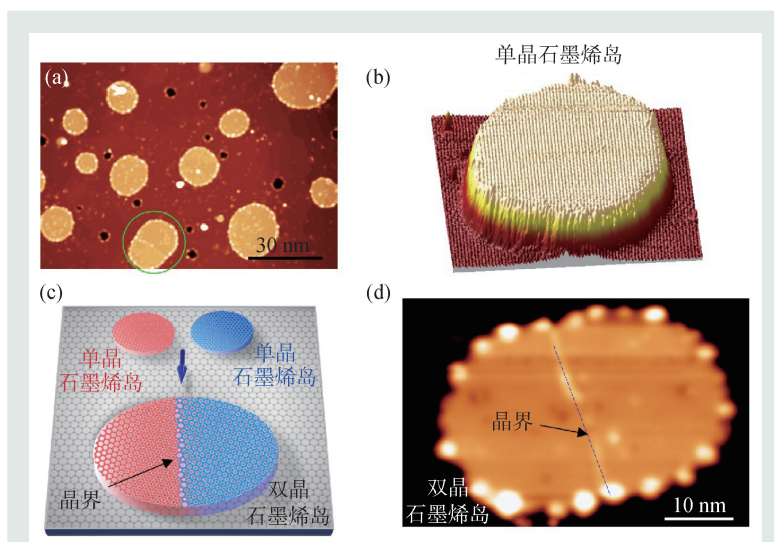 (a)
30 nm
(b)
单晶石墨烯岛
(c)
单晶
石墨烯岛
单晶
石墨烯岛
晶界
双晶
石墨烯岛
(d)
晶界
双晶
石墨烯岛
10 nm